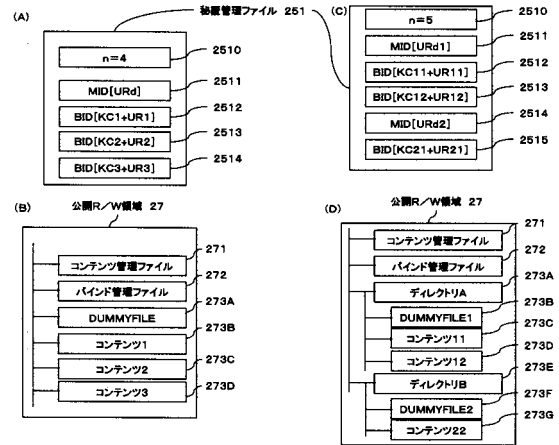 (A)
秘匿管理ファイル 251
n=4
2510
MID[URd]
2511
BID[KC1+UR1]
2512
BID[KC2+UR2]
2513
BID[KC3+UR3]
2514
(C)
n=5
2510
MID[URd1]
2511
BID[KC11+UR11]
2512
BID[KC12+UR12]
2513
MID[URd2]
2514
BID[KC21+UR21]
2515
(B)
公開R/W領域 27
271
コンテンツ管理ファイル
272
バインド管理ファイル
273A
DUMMYFILE
273B
コンテンツ1
273C
コンテンツ2
273D
コンテンツ3
(D)
公開R/W領域 27
271
コンテンツ管理ファイル
272
バインド管理ファイル
273A
ディレクトリA
273B
DUMMYFILE1
273C
コンテンツ11
273D
コンテンツ12
273E
ディレクトリB
273F
DUMMYFILE2
273G
コンテンツ22